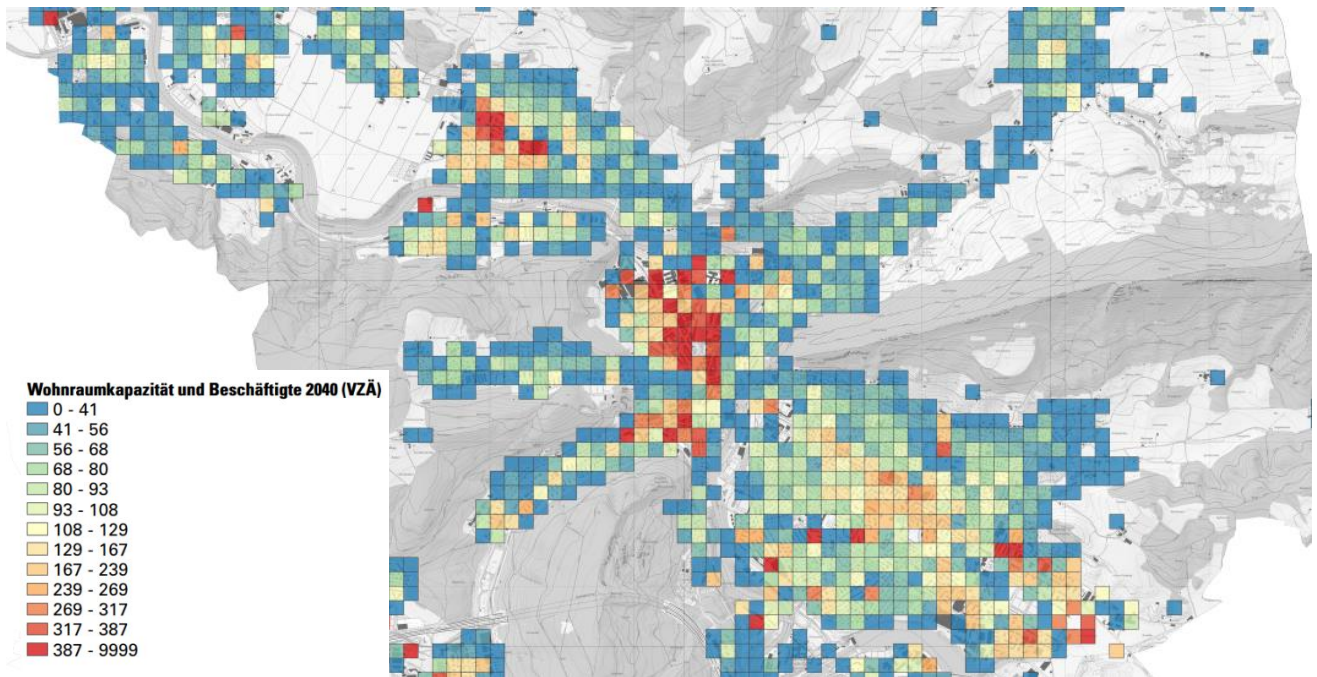 Wohnraumkapazität und Beschäftigte 2040 (VZÄ)
0 - 41
41 - 56
56 - 68
68 - 80
80 - 93
93 - 108
108 - 129
129 - 167
167 - 239
239 - 269
269 - 317
317 - 387
387 - 9999